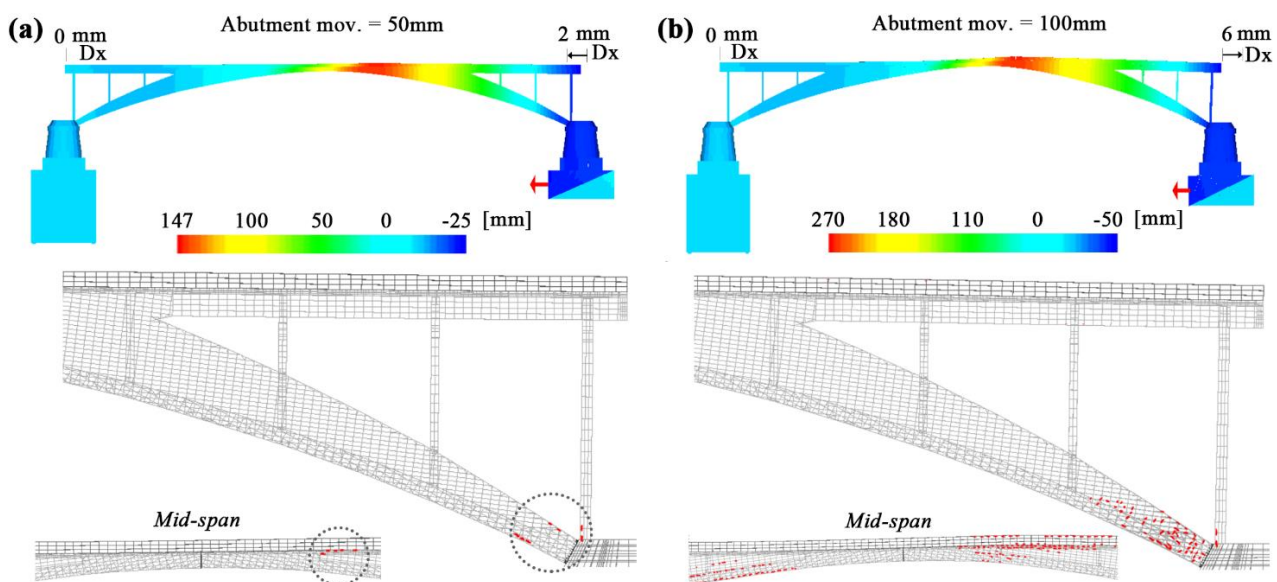 (a)
Abutment mov. = 50mm
0 mm
Dx
2 mm
Dx
147 100 50 0 -25 [mm]
Mid-span
(b)
Abutment mov. = 100mm
0 mm
Dx
6 mm
Dx
270 180 110 0 -50 [mm]
Mid-span